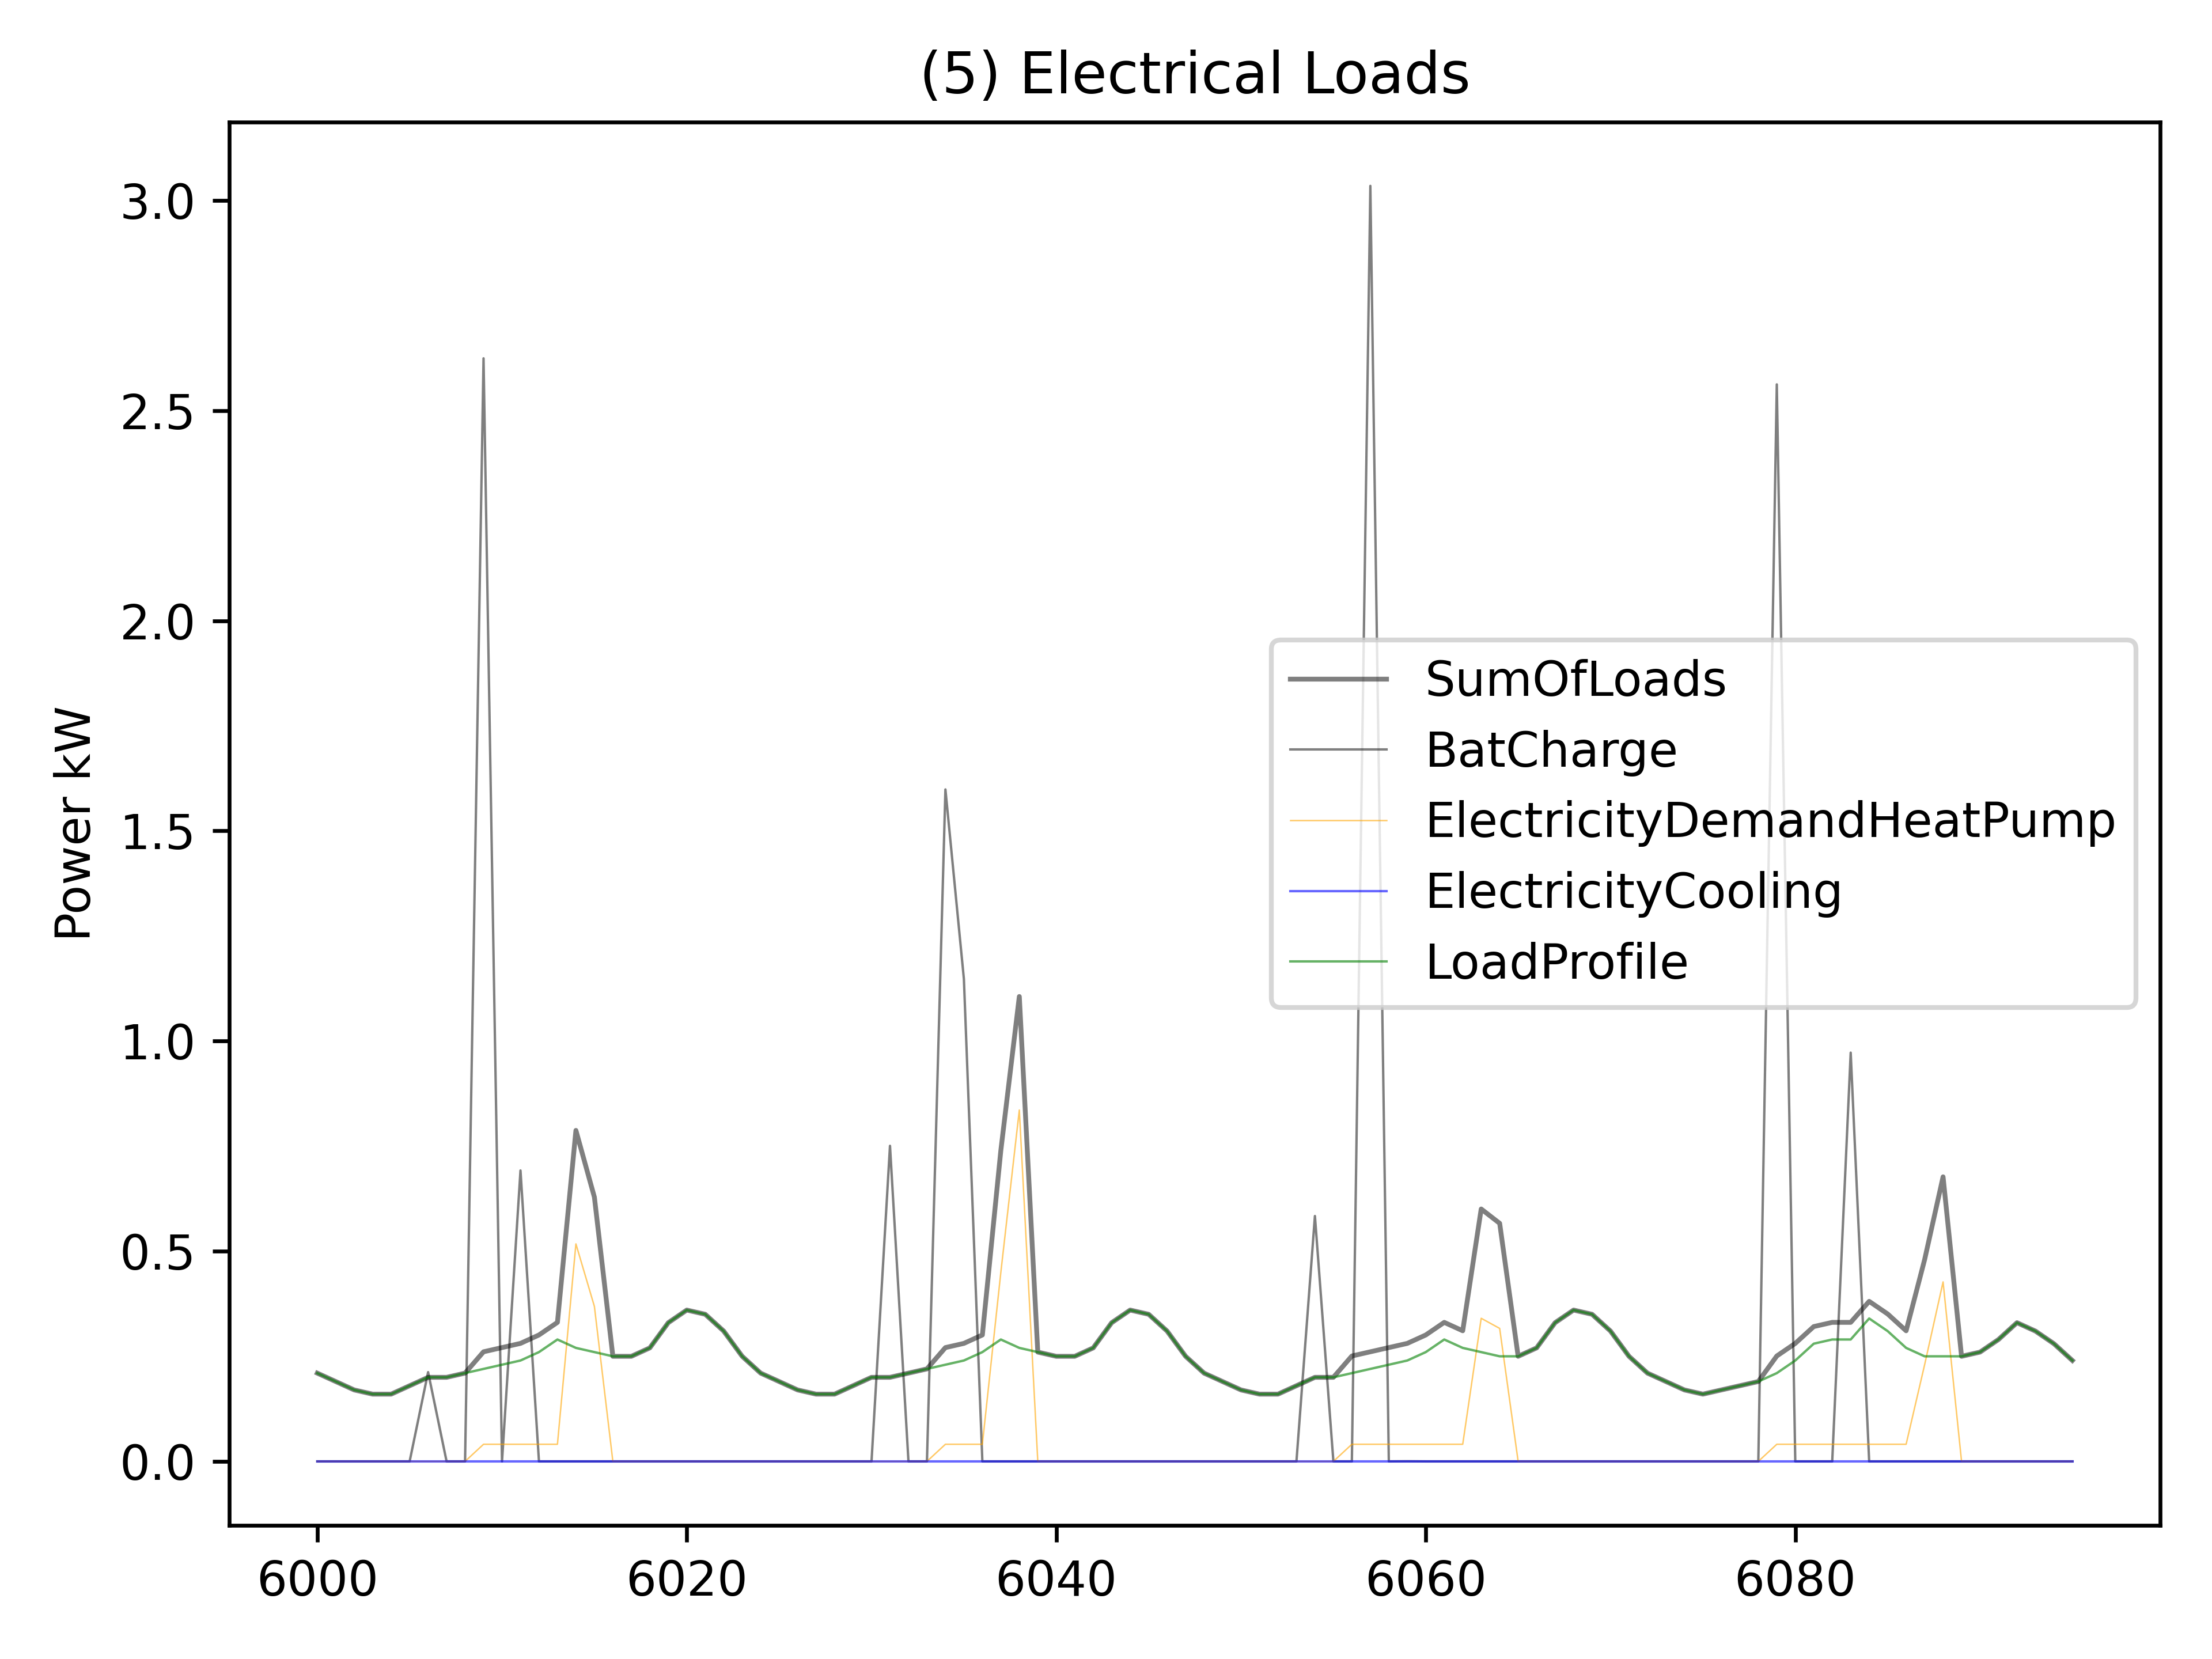 (5) Electrical Loads
Power kW
3.0
2.5
2.0
1.5
1.0
0.5
0.0
SumOfLoads
BatCharge
ElectricityDemandHeatPump
ElectricityCooling
LoadProfile
6000 6020 6040 6060 6080